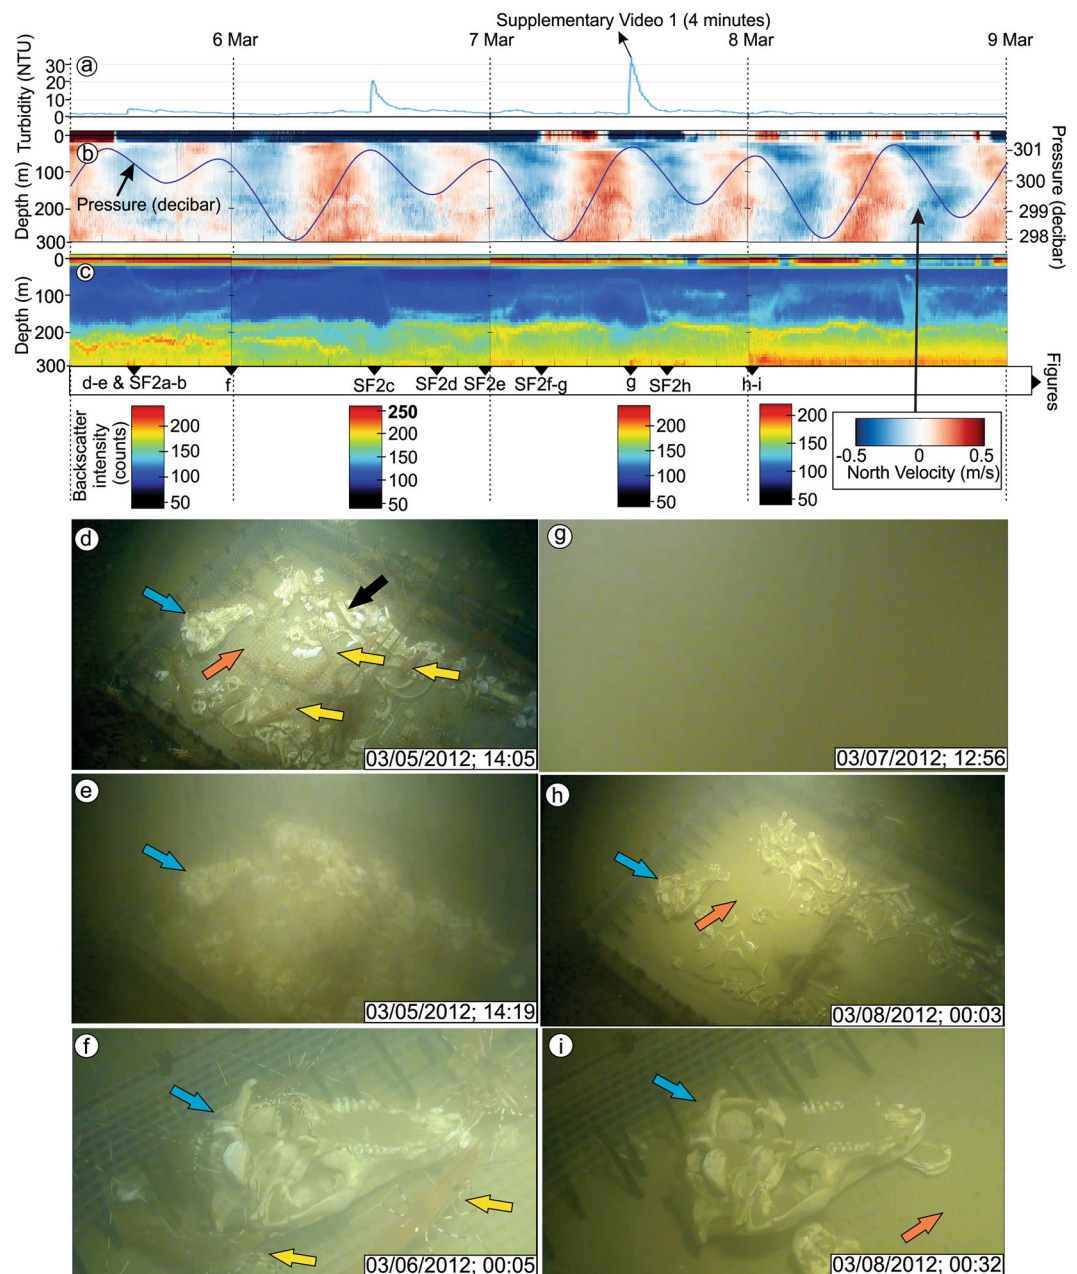 Supplementary Video 1 (4 minutes)
6 Mar
7 Mar
8 Mar
9 Mar
Turbidity (NTU)
30
20
10
0
a
Depth (m)
0
100
200
300
b
Pressure (decibar)
301
300
299
298
Pressure (decibar)
Depth (m)
0
100
200
300
c
d-e & SF2a-b
f
SF2c
SF2d
SF2e
SF2f-g
g
SF2h
h-i
Figures
Backscatter
intensity
(counts)
200
150
100
50
250
200
150
100
50
200
150
100
50
200
150
100
50
-0.5
0
0.5
North Velocity (m/s)
d
03/05/2012; 14:05
g
03/07/2012; 12:56
e
03/05/2012; 14:19
h
03/08/2012; 00:03
f
03/06/2012; 00:05
i
03/08/2012; 00:32